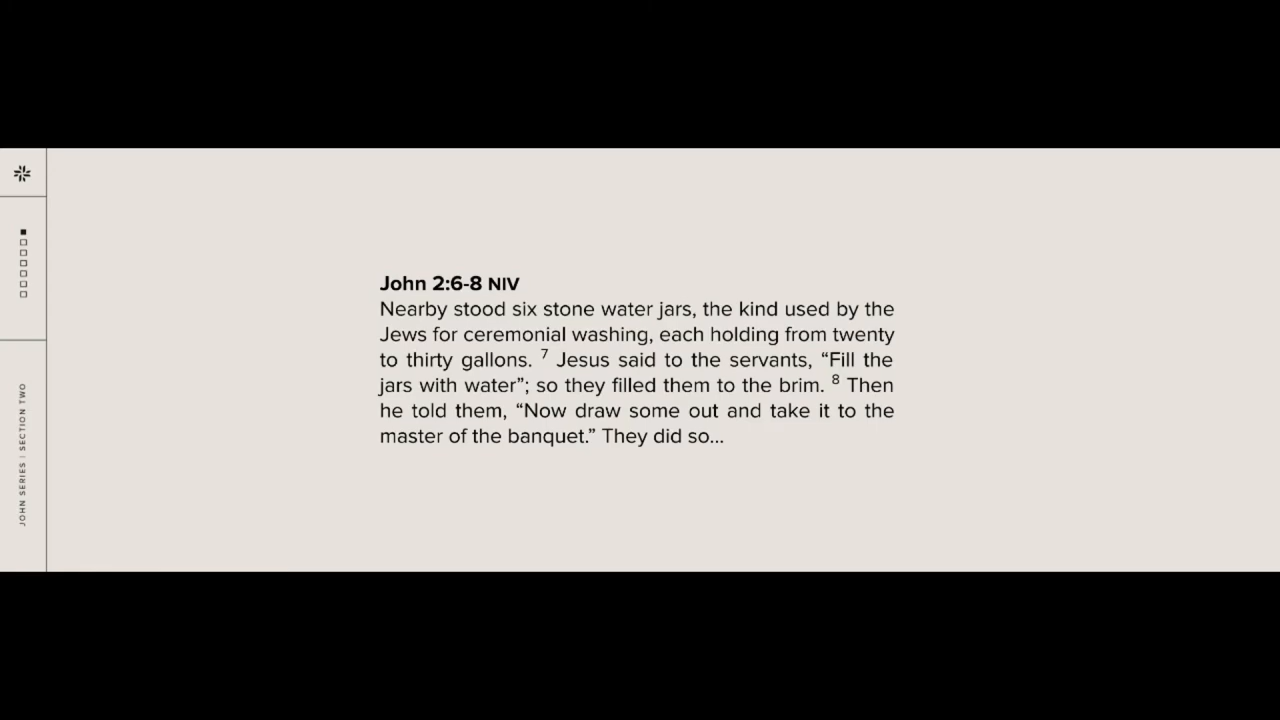 John 2:6-8 NIV
Nearby stood six stone water jars, the kind used by the
Jews for ceremonial washing, each holding from twenty
to thirty gallons. 7 Jesus said to the servants, “Fill the
jars with water”; so they filled them to the brim. 8 Then
he told them, “Now draw some out and take it to the
master of the banquet.” They did so...
JOHN SERIES | SECTION TWO